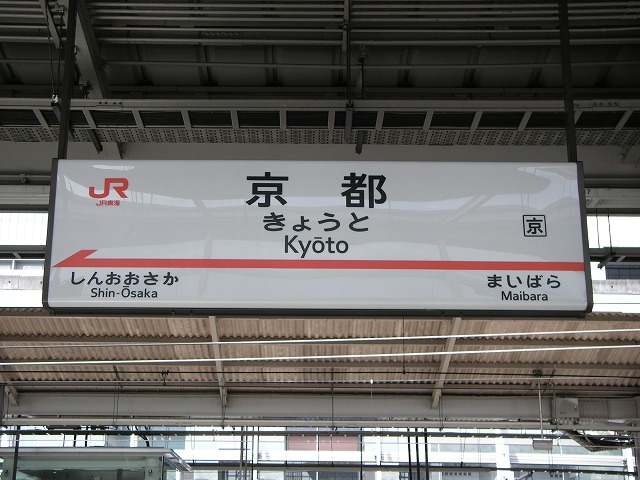 JR
JR東海
京都
きょうと
Kyōto
京
しんおおさか
Shin-Ōsaka
まいばら
Maibara